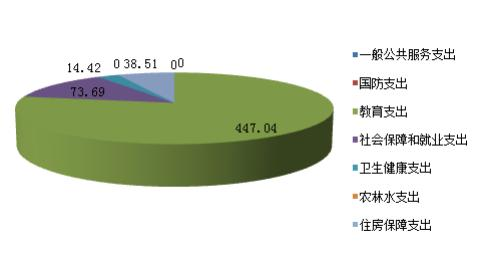 14.42
0
38.51
0
0
73.69
447.04
一般公共服务支出
国防支出
教育支出
社会保障和就业支出
卫生健康支出
农林水支出
住房保障支出